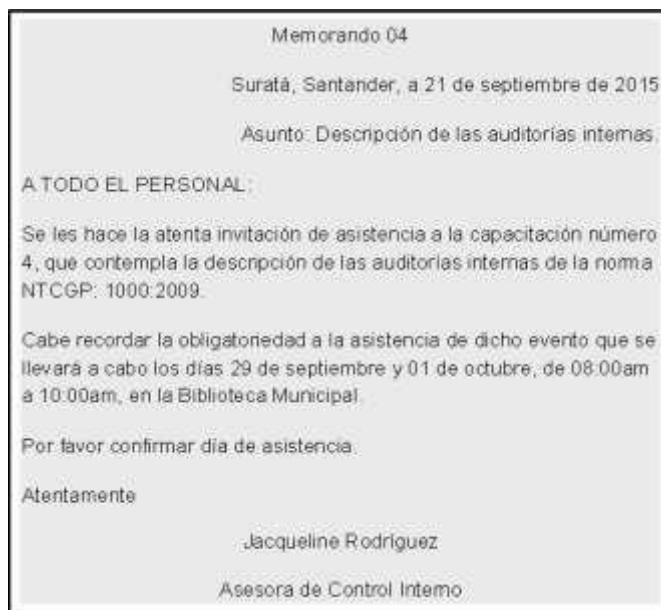 Memorando 04
Suratá, Santander, a 21 de septiembre de 2015
Asunto: Descripción de las auditorías internas.
A TODO EL PERSONAL:
Se les hace la atenta invitación de asistencia a la capacitación número
4, que contempla la descripción de las auditorías internas de la norma
NTCGP: 1000:2009.
Cabe recordar la obligatoriedad a la asistencia de dicho evento que se
llevará a cabo los días 29 de septiembre y 01 de octubre, de 08:00am
a 10:00am, en la Biblioteca Municipal.
Por favor confirmar día de asistencia.
Atentamente
Jacqueline Rodríguez
Asesora de Control Interno